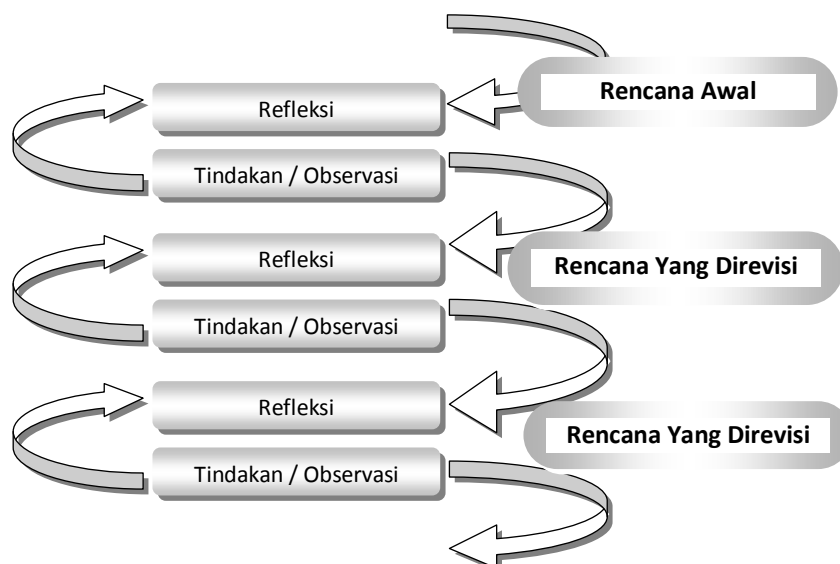 Rencana Awal
Refleksi
Tindakan / Observasi
Refleksi
Rencana Yang Direvisi
Tindakan / Observasi
Refleksi
Rencana Yang Direvisi
Tindakan / Observasi